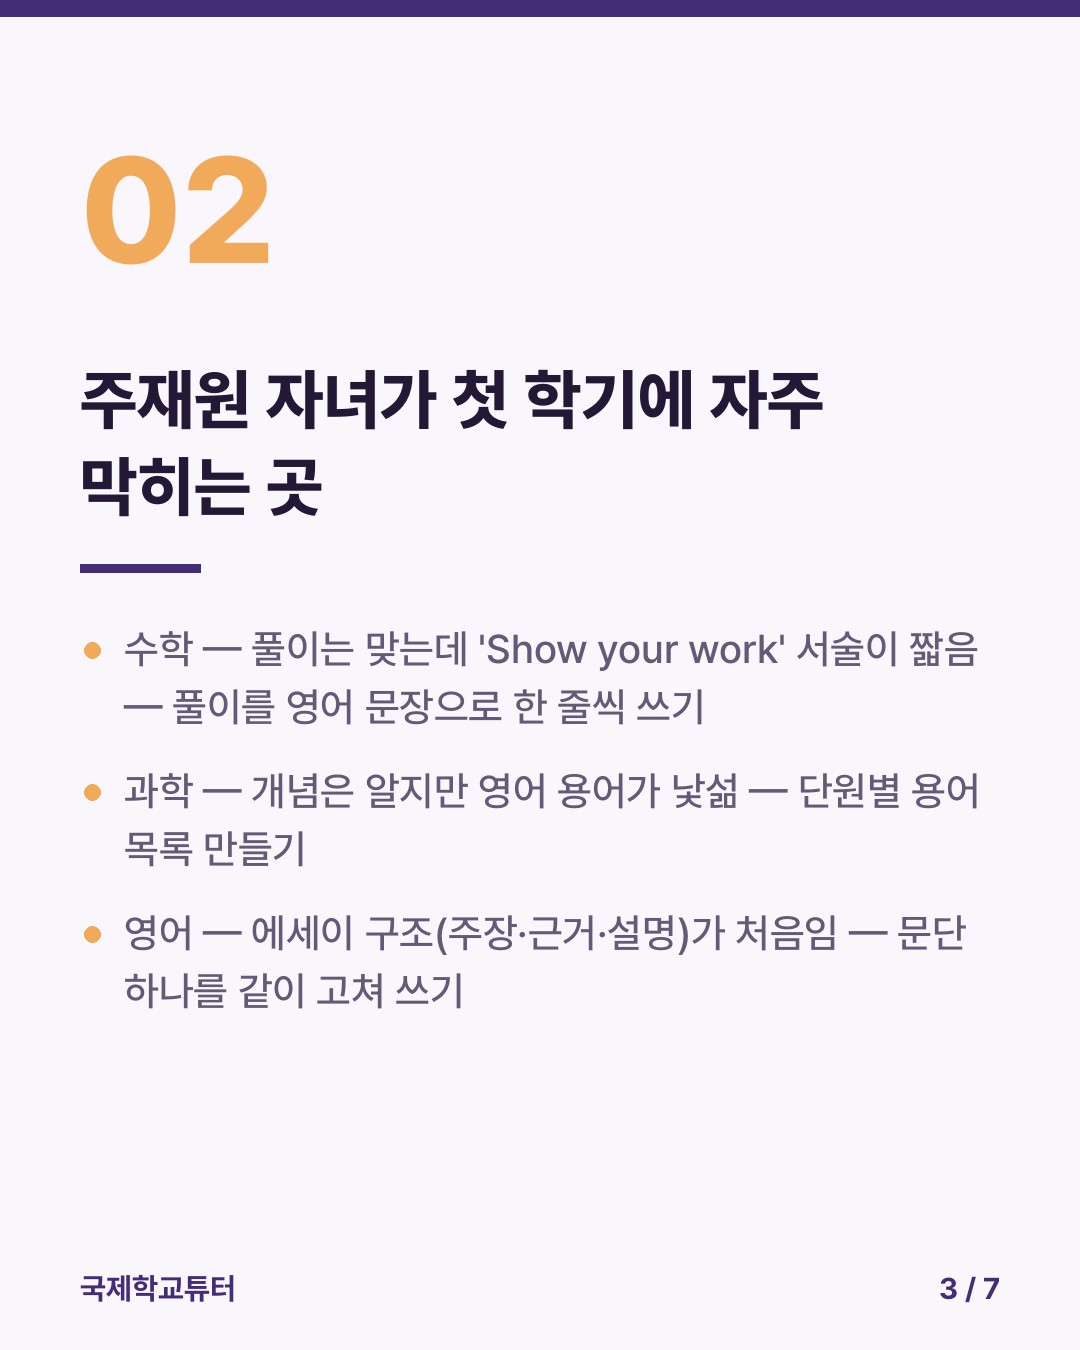 02
주재원 자녀가 첫 학기에 자주
막히는 곳
수학 — 풀이는 맞는데 'Show your work' 서술이 짧음
— 풀이를 영어 문장으로 한 줄씩 쓰기
과학 — 개념은 알지만 영어 용어가 낯섦 — 단원별 용어
목록 만들기
영어 — 에세이 구조(주장·근거·설명)가 처음임 — 문단
하나를 같이 고쳐 쓰기
국제학교튜터
3 / 7